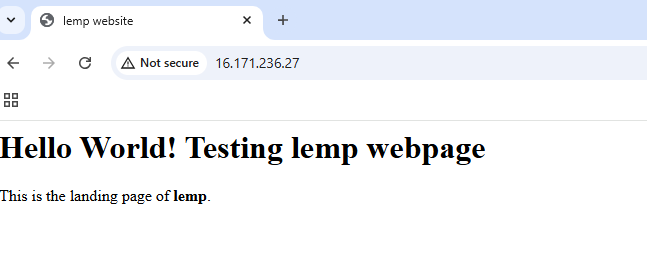 lemp website
Not secure 16.171.236.27
Hello World! Testing lemp webpage
This is the landing page of lemp.